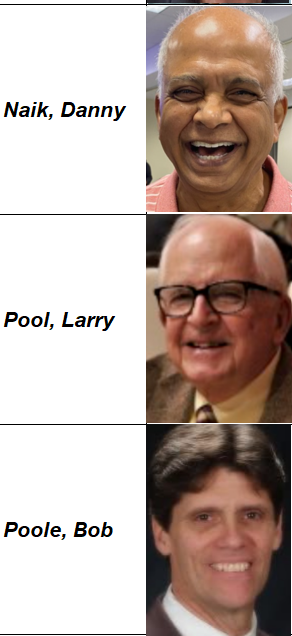 Naik, Danny
Pool, Larry
Poole, Bob